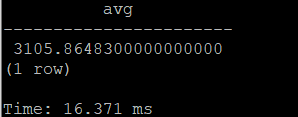 avg
-----------------------
3105.8648300000000000
(1 row)
Time: 16.371 ms